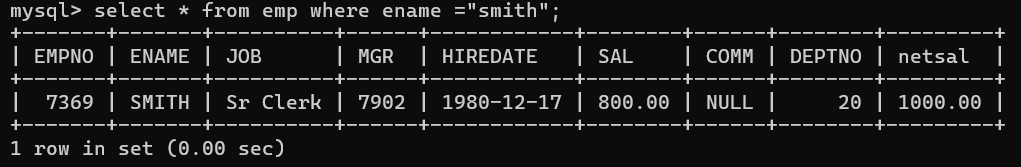 mysql> select * from emp where ename ="smith";
+-------+-------+----------+------+------------+--------+------+--------+---------+
| EMPNO | ENAME | JOB      | MGR  | HIREDATE   | SAL    | COMM | DEPTNO | netsal  |
+-------+-------+----------+------+------------+--------+------+--------+---------+
|  7369 | SMITH | Sr Clerk | 7902 | 1980-12-17 | 800.00 | NULL |     20 | 1000.00 |
+-------+-------+----------+------+------------+--------+------+--------+---------+
1 row in set (0.00 sec)